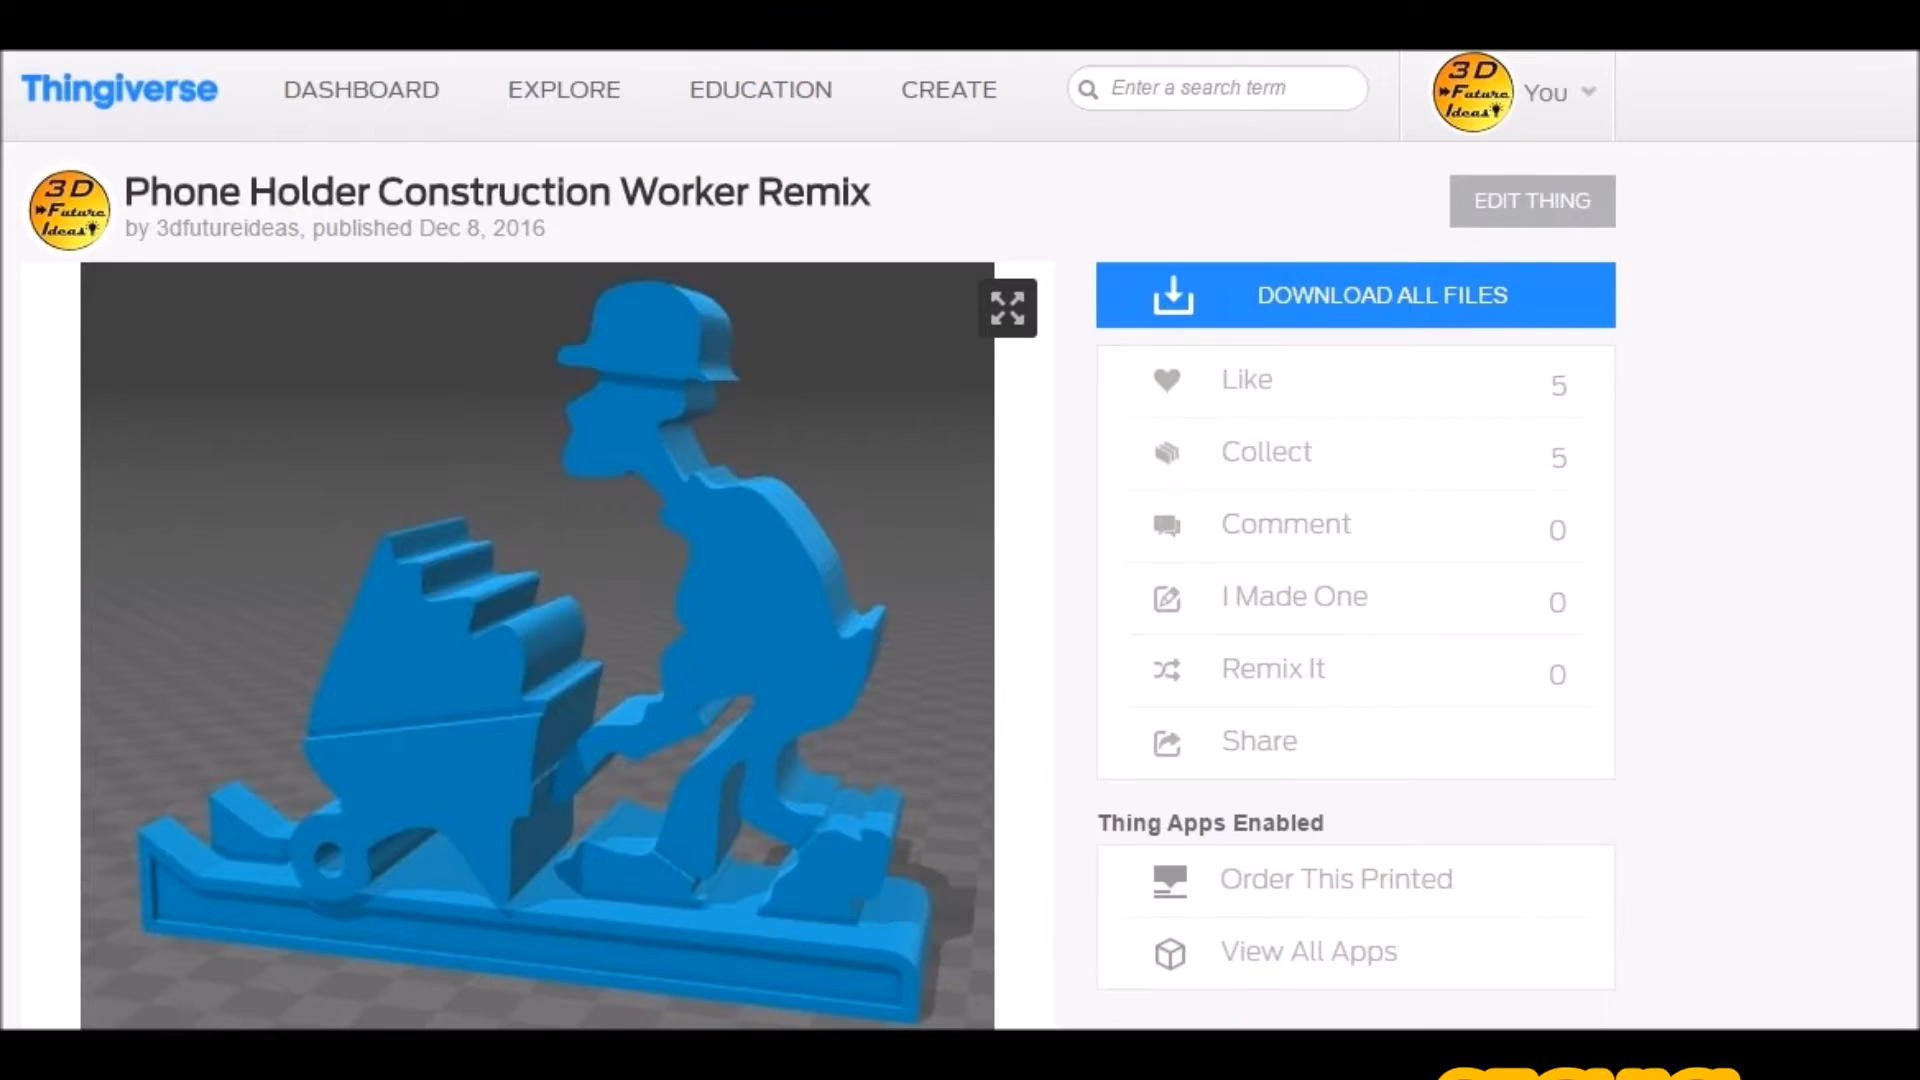 Thingiverse
DASHBOARD
EXPLORE
EDUCATION
CREATE
Enter a search term
3D
Future
Ideas
You
3D
Future
Ideas
Phone Holder Construction Worker Remix
by 3dfutureideas, published Dec 8, 2016
EDIT THING
DOWNLOAD ALL FILES
Like 5
Collect 5
Comment 0
I Made One 0
Remix It 0
Share
Thing Apps Enabled
Order This Printed
View All Apps